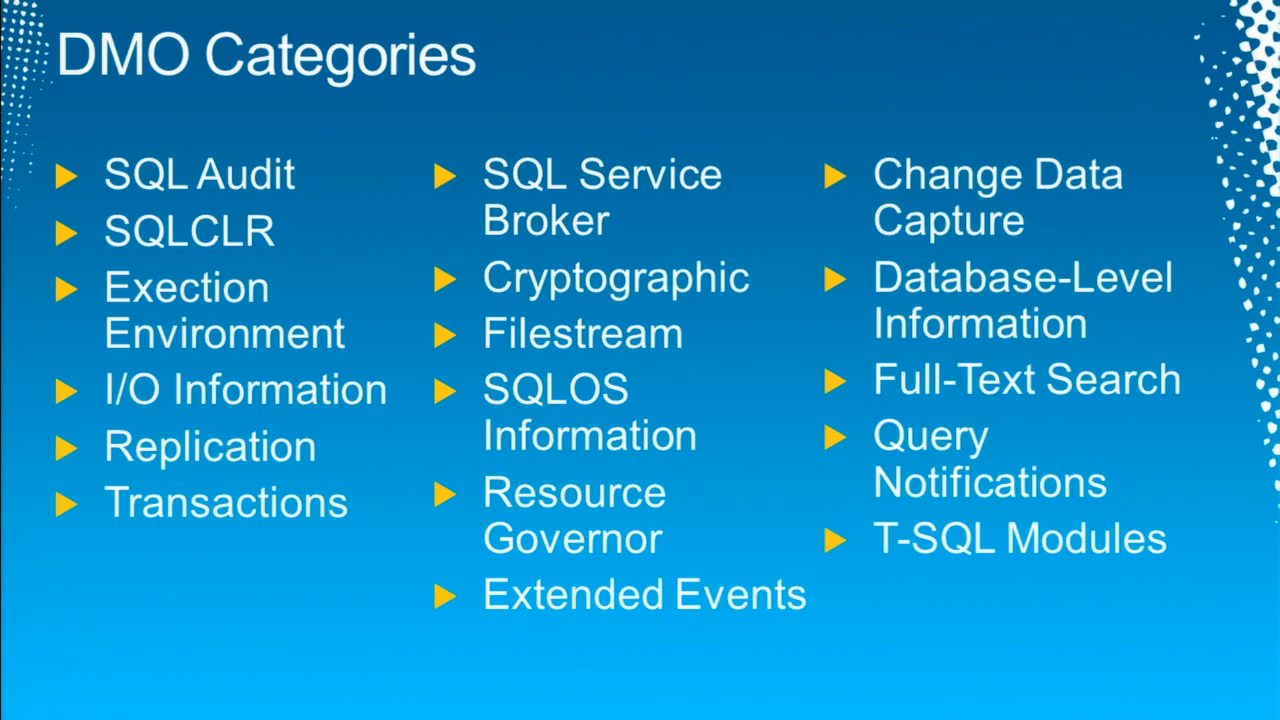 DMO Categories
SQL Audit
SQLCLR
Exection
Environment
I/O Information
Replication
Transactions
SQL Service
Broker
Cryptographic
Filestream
SQLOS
Information
Resource
Governor
Extended Events
Change Data
Capture
Database-Level
Information
Full-Text Search
Query
Notifications
T-SQL Modules